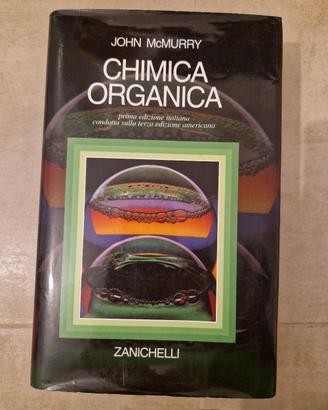 JOHN McMURRY
CHIMICA
ORGANICA
prima edizione italiana
condotta sulla terza edizione americana
ZANICHELLI